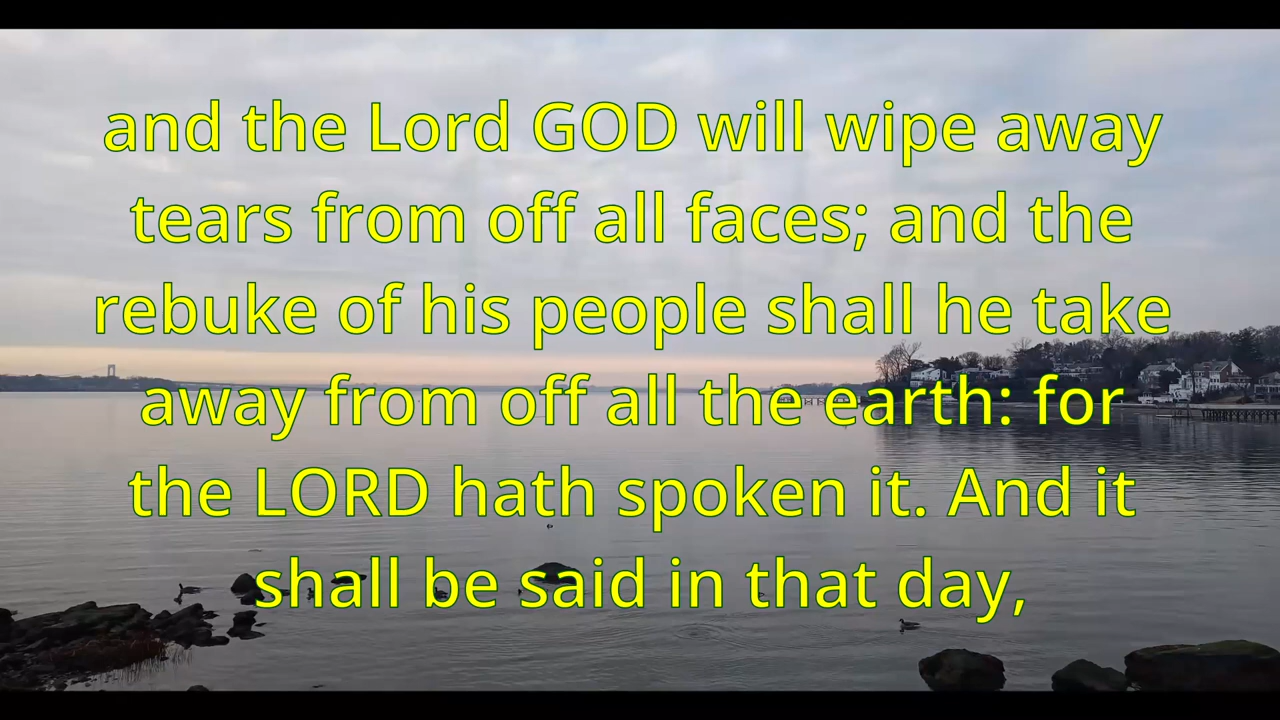 and the Lord GOD will wipe away
tears from off all faces; and the
rebuke of his people shall he take
away from off all the earth: for
the LORD hath spoken it. And it
shall be said in that day,